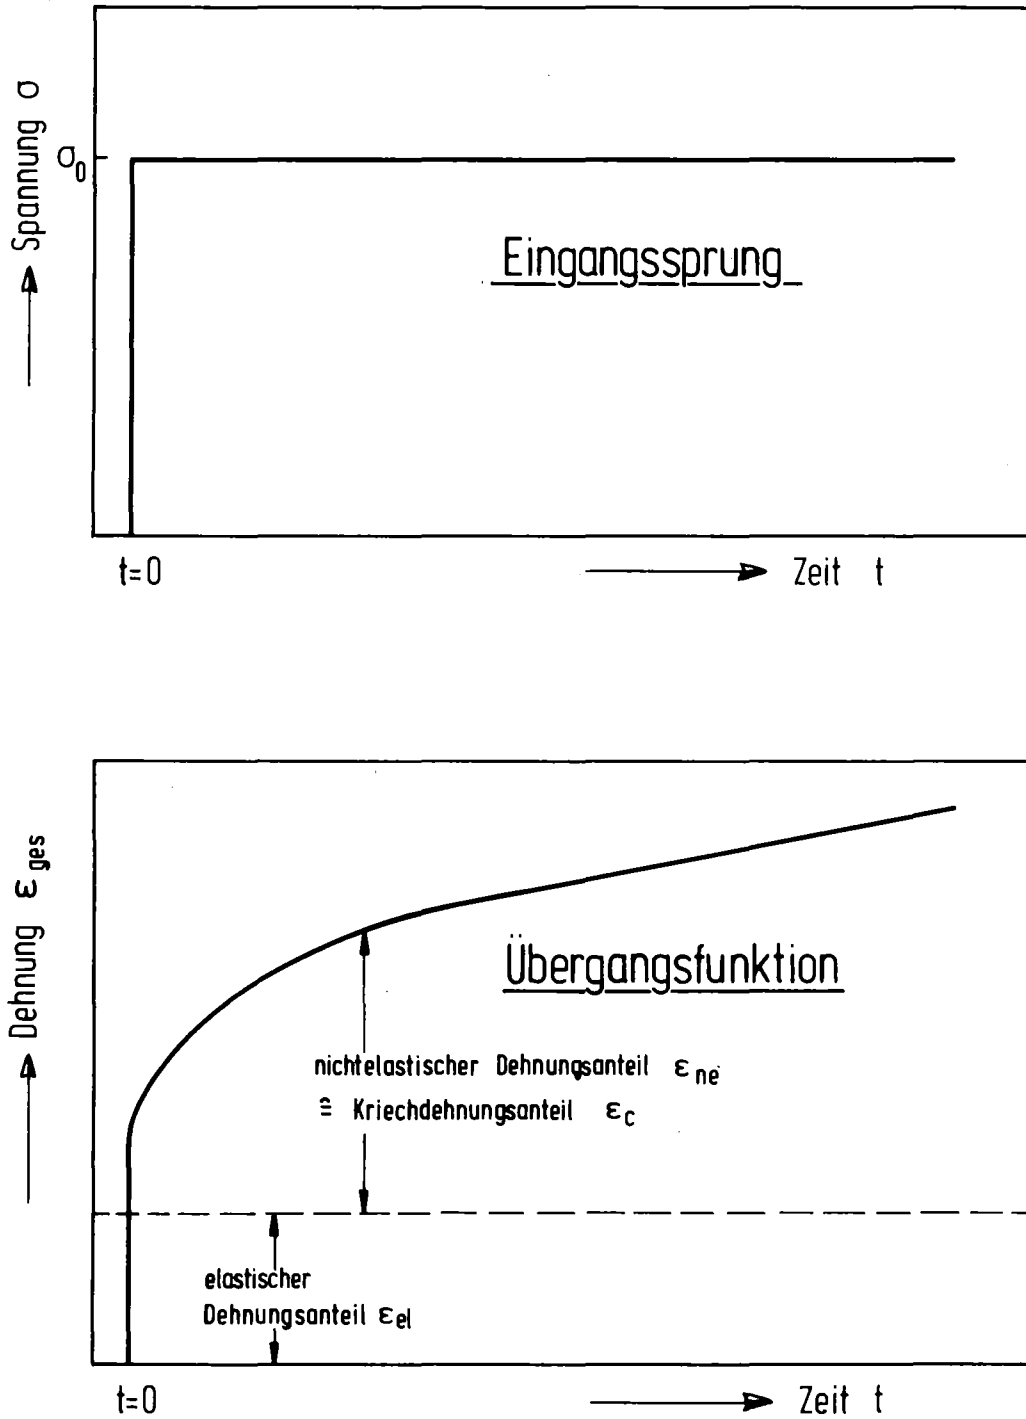 Spannung σ
σ0
Eingangssprung
t=0
Zeit t
Dehnung εges
Übergangsfunktion
nichtelastischer Dehnungsanteil εne
≙ Kriechdehnungsanteil εc
elastischer
Dehnungsanteil εel
t=0
Zeit t